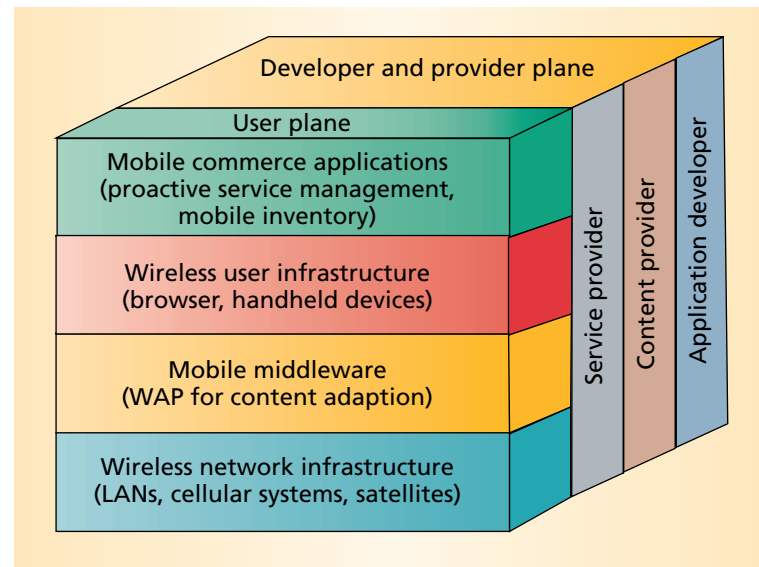 Developer and provider plane
User plane
Mobile commerce applications
(proactive service management,
mobile inventory)
Wireless user infrastructure
(browser, handheld devices)
Mobile middleware
(WAP for content adaption)
Wireless network infrastructure
(LANs, cellular systems, satellites)
Service provider
Content provider
Application developer